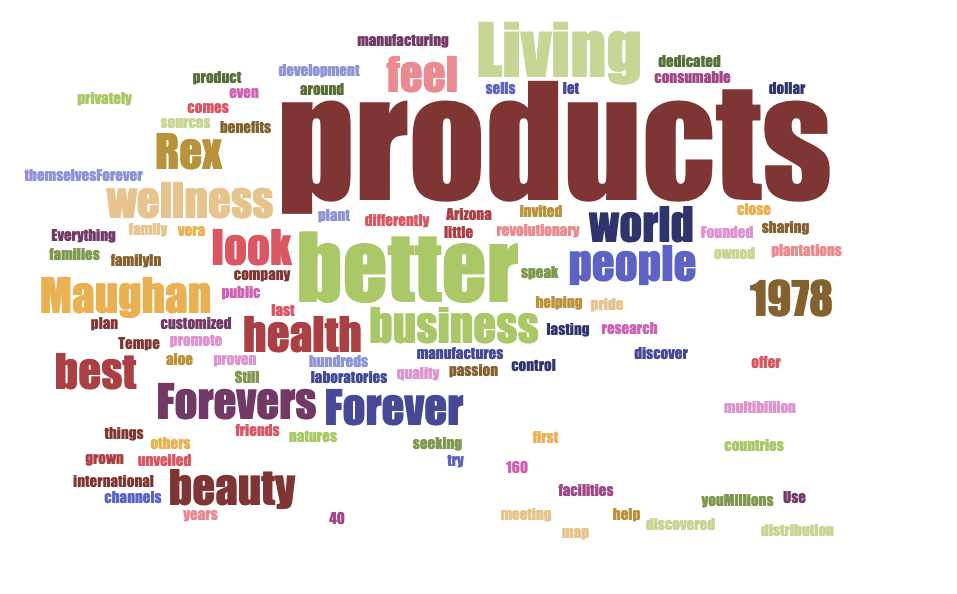 Living
manufacturing
feel
dedicated
development
consumable
product
around
sells
let
dollar
even
privately
comes
products
sources
benefits
Rex
themselvesForever
wellness
plant
differently
Arizona
invited
world
close
Everything
family
vera
little
revolutionary
Founded
sharing
look
better
families
familyIn
people
owned
plantations
company
speak
Maughan
public
1978
helping
pride
last
business
plan
customized
health
lasting
research
Tempe
promote
best
aloe
proven
hundreds
manufactures
discover
offer
Still
laboratories
quality
passion
control
Forevers
Forever
multibillion
things
others
friends
natures
seeking
first
countries
grown
unveiled
try
160
international
beauty
channels
facilities
youMillions
Use
years
40
meeting
help
map
discovered
distribution